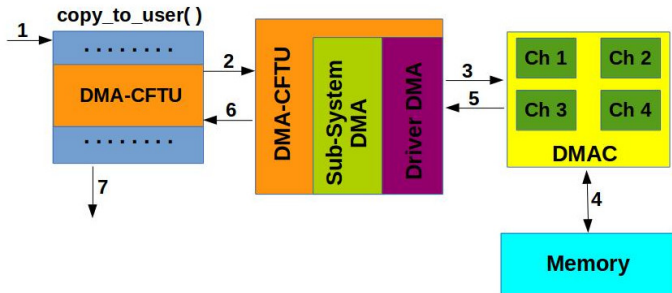 copy_to_user( )
1
. . . . . . . .
DMA-CFTU
. . . . . . . .
7
2
6
DMA-CFTU
Sub-System
DMA
Driver DMA
3
5
Ch 1
Ch 2
Ch 3
Ch 4
DMAC
4
Memory